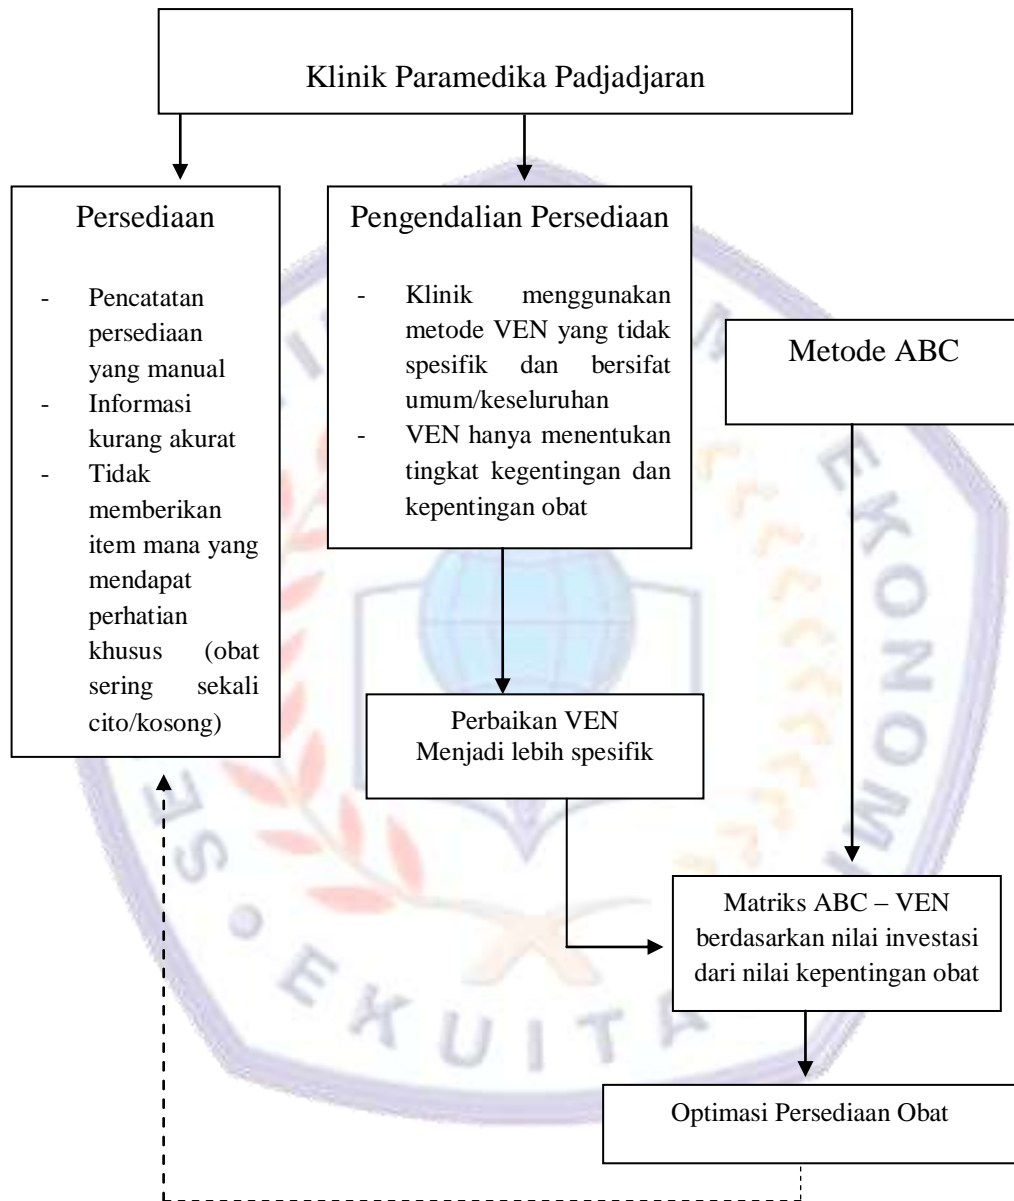 Klinik Paramedika Padjadjaran
Persediaan
- Pencatatan
persediaan
yang manual
- Informasi
kurang akurat
- Tidak
memberikan
item mana yang
mendapat
perhatian
khusus (obat
sering sekali
cito/kosong)
Pengendalian Persediaan
- Klinik menggunakan
metode VEN yang tidak
spesifik dan bersifat
umum/keseluruhan
- VEN hanya menentukan
tingkat kegentingan dan
kepentingan obat
Metode ABC
Perbaikan VEN
Menjadi lebih spesifik
Matriks ABC – VEN
berdasarkan nilai investasi
dari nilai kepentingan obat
Optimasi Persediaan Obat
EKONOMI
EKUITA